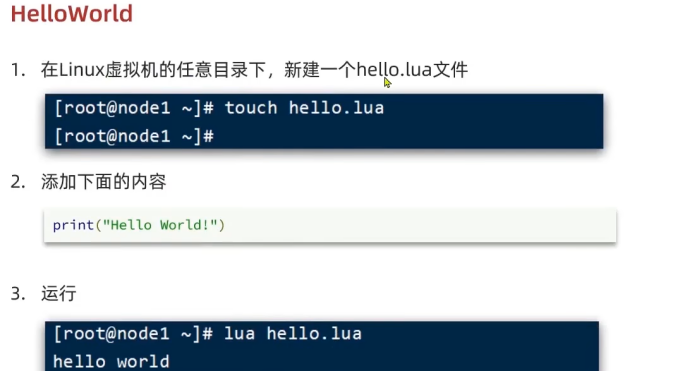 HelloWorld
1. 在Linux虚拟机的任意目录下，新建一个hello.lua文件
[root@node1 ~]# touch hello.lua
[root@node1 ~]#
2. 添加下面的内容
print("Hello World!")
3. 运行
[root@node1 ~]# lua hello.lua
hello world